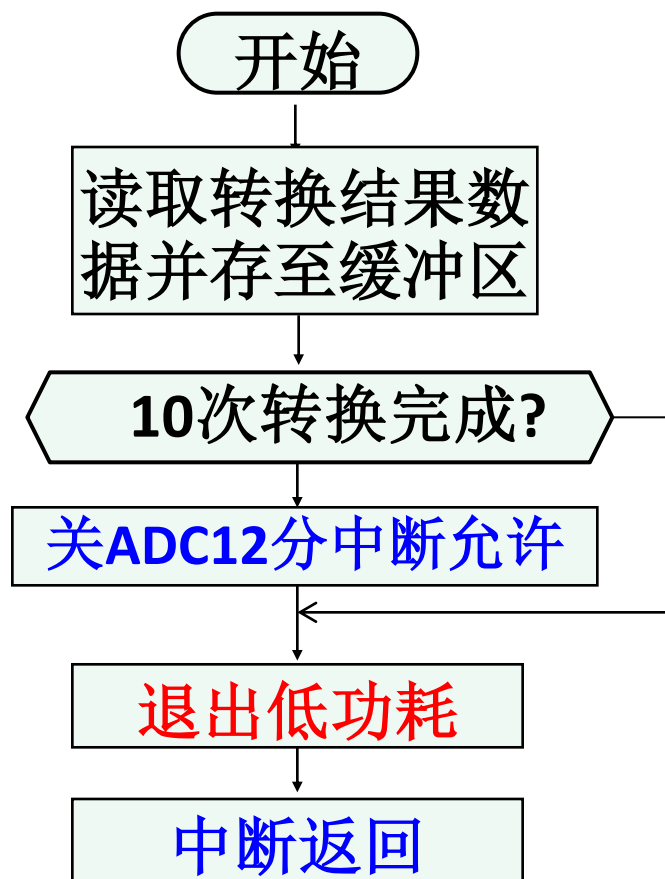 开始
读取转换结果数
据并存至缓冲区
10次转换完成?
关ADC12分中断允许
退出低功耗
中断返回